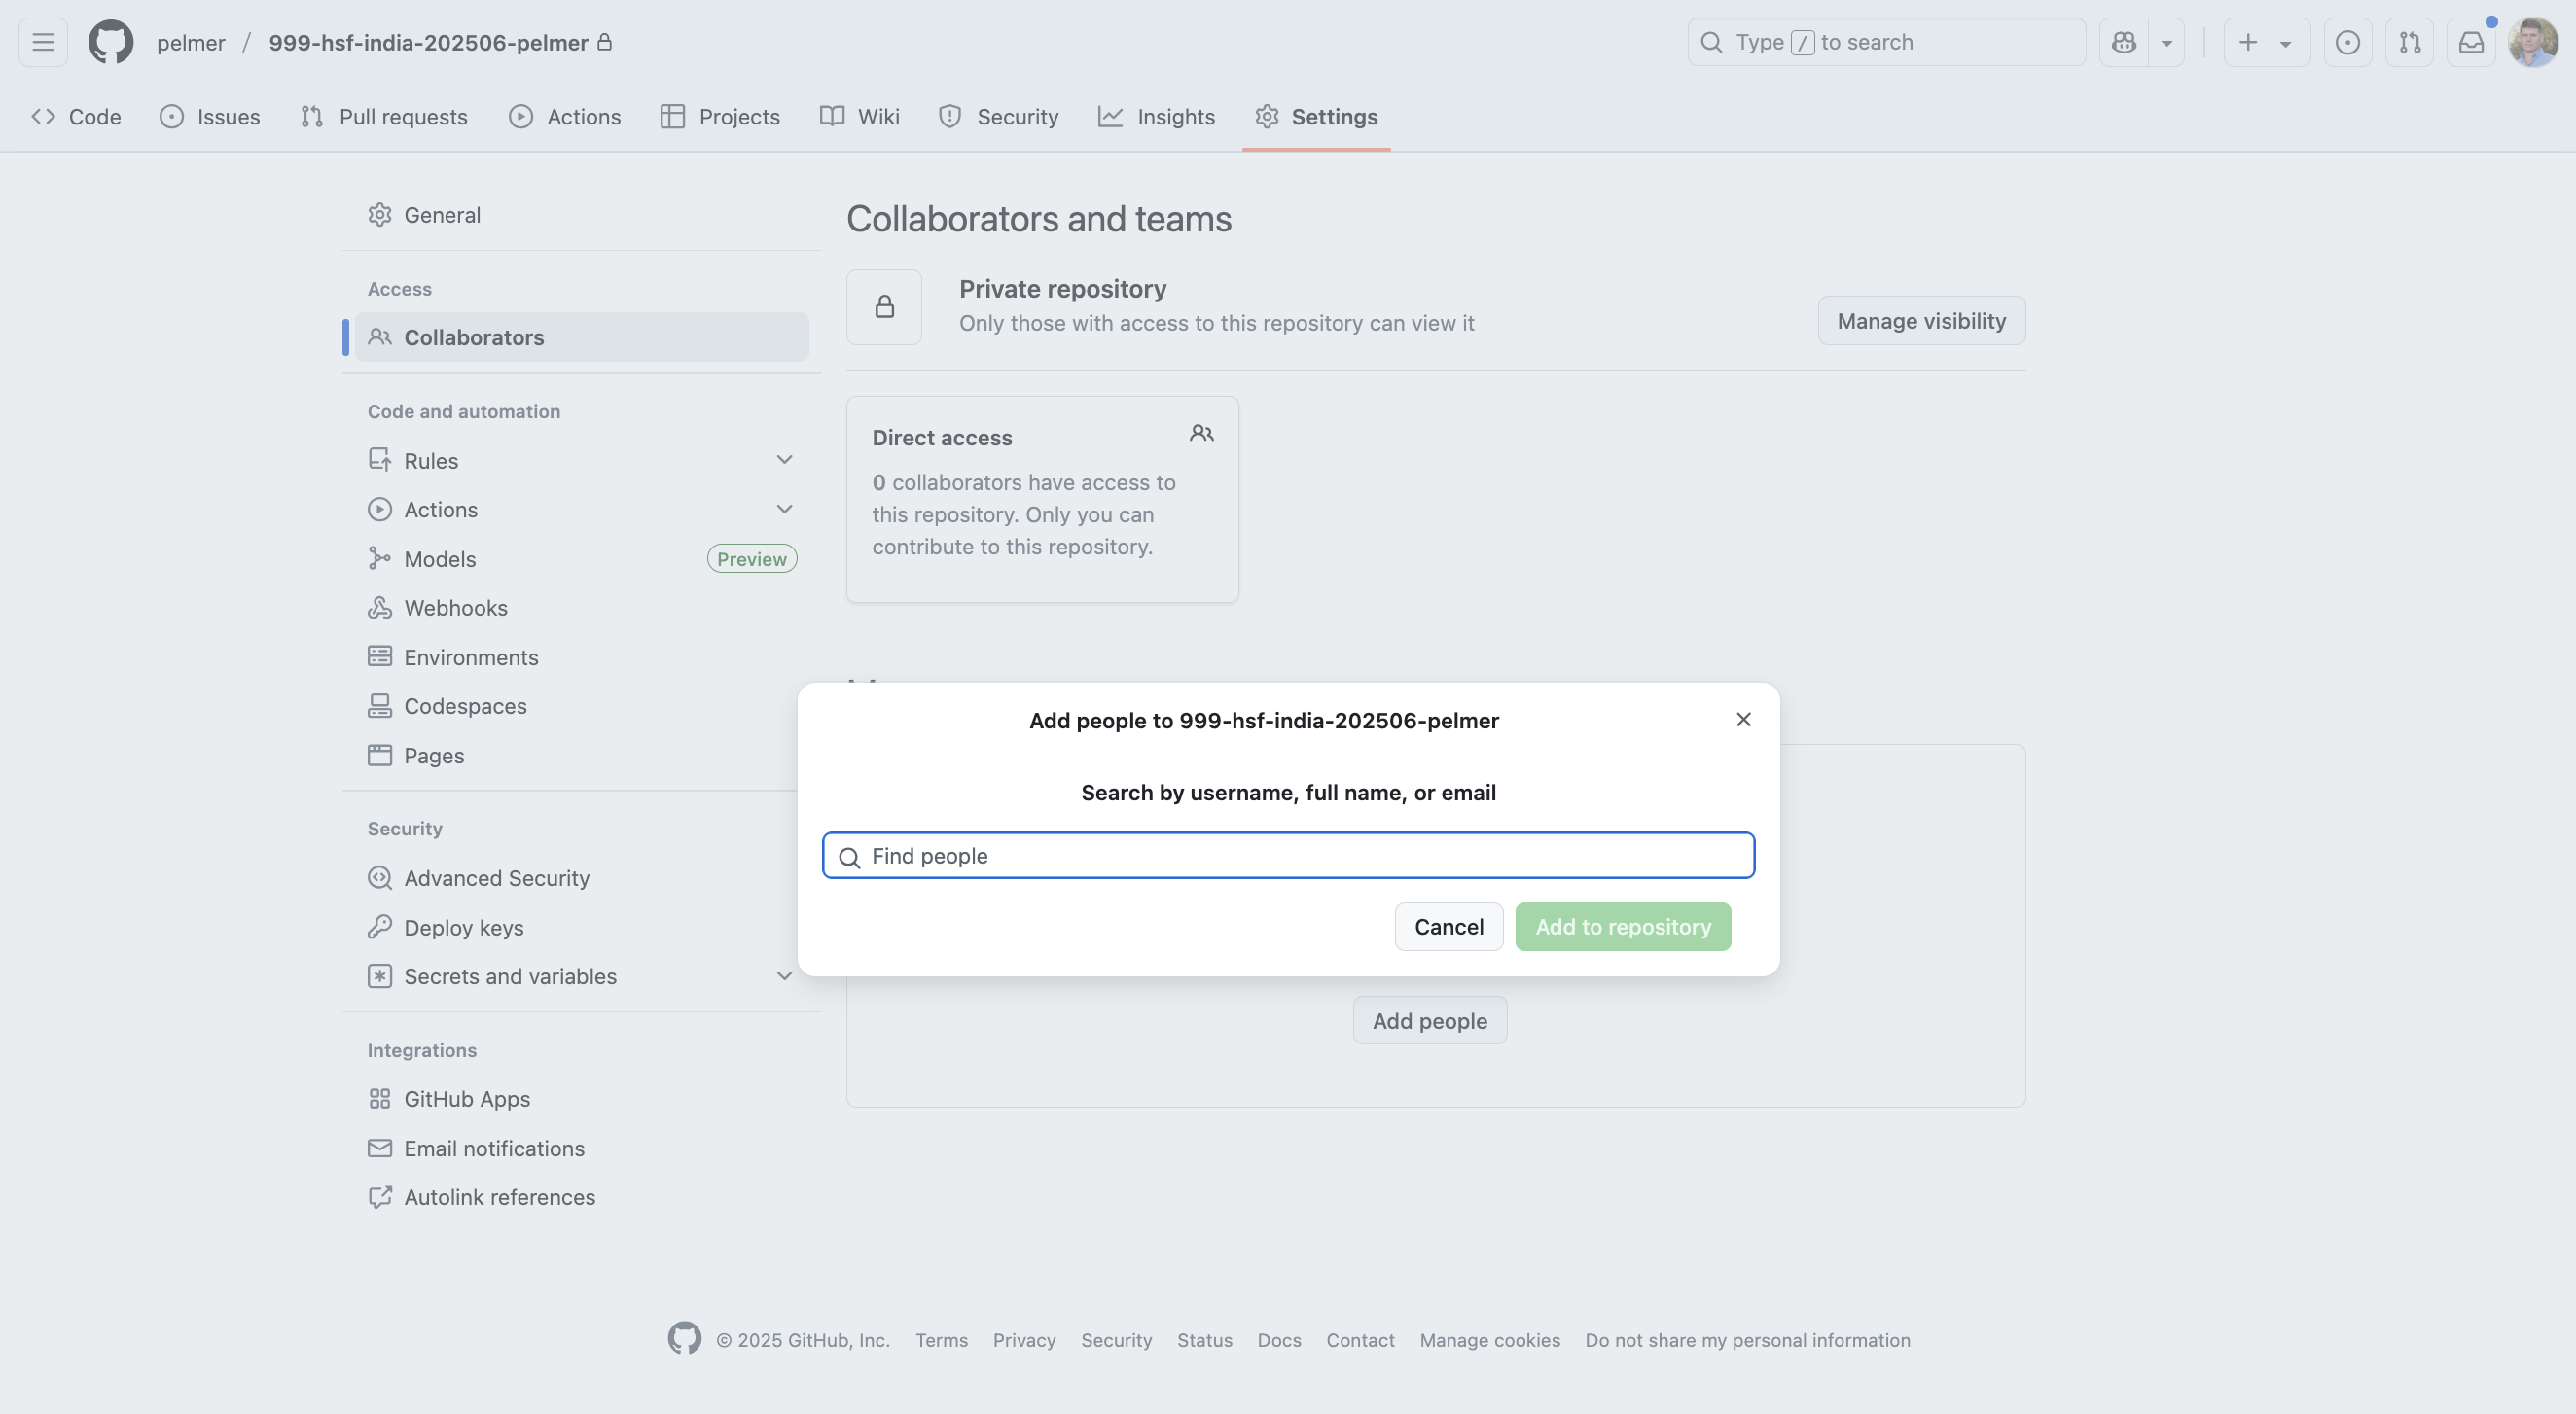 pelmer / 999-hsf-india-202506-pelmer
Type / to search
Code
Issues
Pull requests
Actions
Projects
Wiki
Security
Insights
Settings
General
Access
Collaborators
Code and automation
Rules
Actions
Models
Preview
Webhooks
Environments
Codespaces
Pages
Security
Advanced Security
Deploy keys
Secrets and variables
Integrations
GitHub Apps
Email notifications
Autolink references
Collaborators and teams
Private repository
Only those with access to this repository can view it
Manage visibility
Direct access
0 collaborators have access to
this repository. Only you can
contribute to this repository.
Add people to 999-hsf-india-202506-pelmer
Search by username, full name, or email
Find people
Cancel
Add to repository
Add people
© 2025 GitHub, Inc.
Terms
Privacy
Security
Status
Docs
Contact
Manage cookies
Do not share my personal information